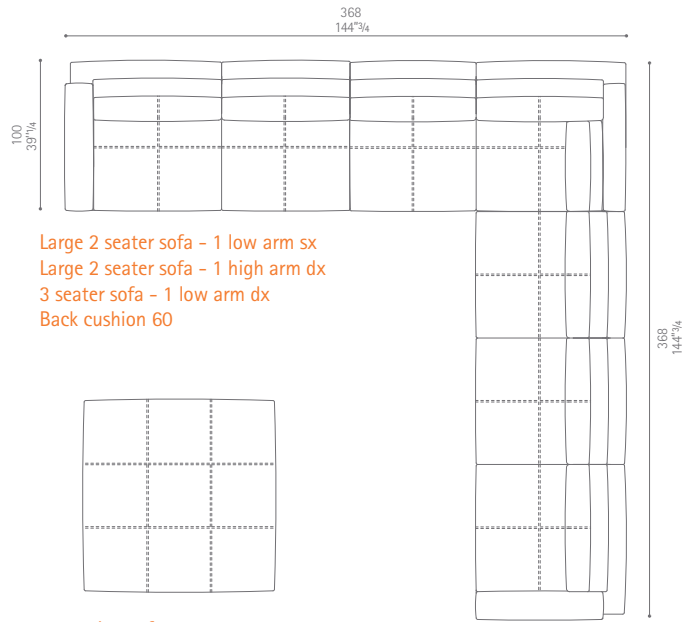 368
144"¾
100
39"¼
Large 2 seater sofa - 1 low arm sx
Large 2 seater sofa - 1 high arm dx
3 seater sofa - 1 low arm dx
Back cushion 60
368
144"¾